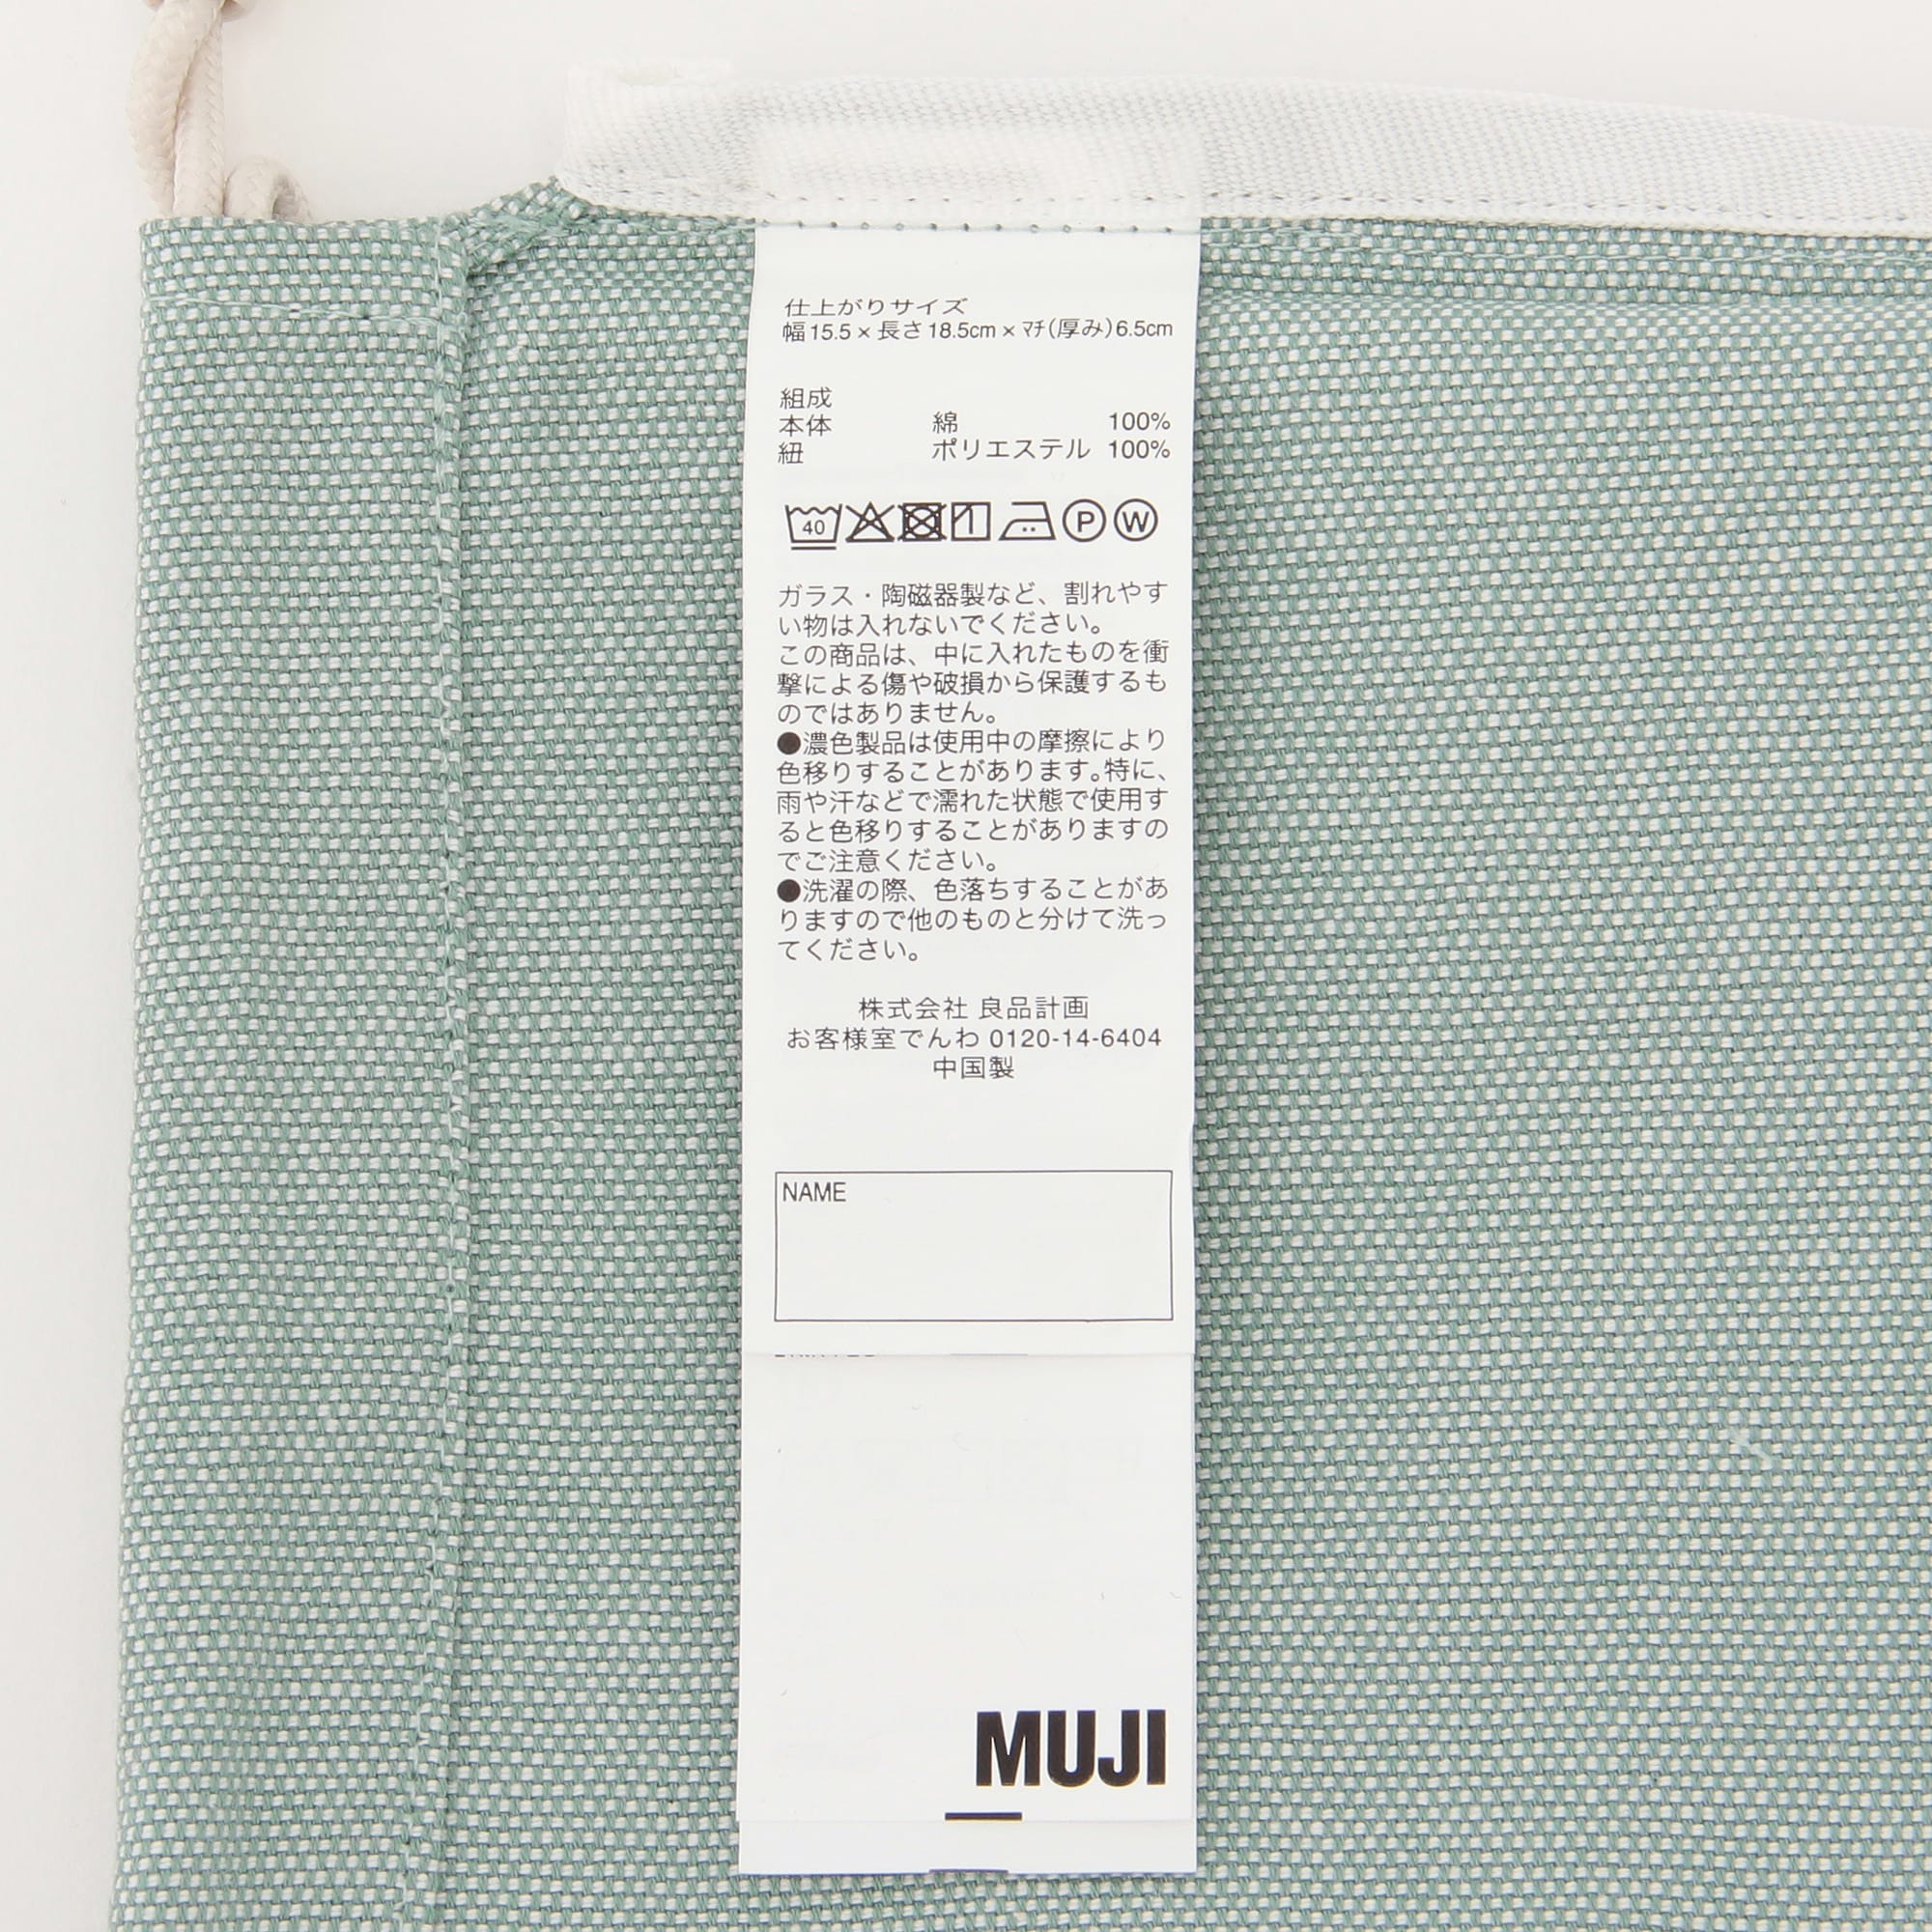 仕上がりサイズ
幅15.5×長さ18.5cm×ﾏﾁ(厚み)6.5cm
組成
本体 綿 100%
紐 ポリエステル 100%
40 P W
ガラス・陶磁器製など、割れやす
い物は入れないでください。
この商品は、中に入れたものを衝
撃による傷や破損から保護するも
のではありません。
●濃色製品は使用中の摩擦により
色移りすることがあります。特に、
雨や汗などで濡れた状態で使用す
ると色移りすることがありますの
でご注意ください。
●洗濯の際、色落ちすることがあ
りますので他のものと分けて洗っ
てください。
株式会社 良品計画
お客様室でんわ 0120-14-6404
中国製
NAME
MUJI